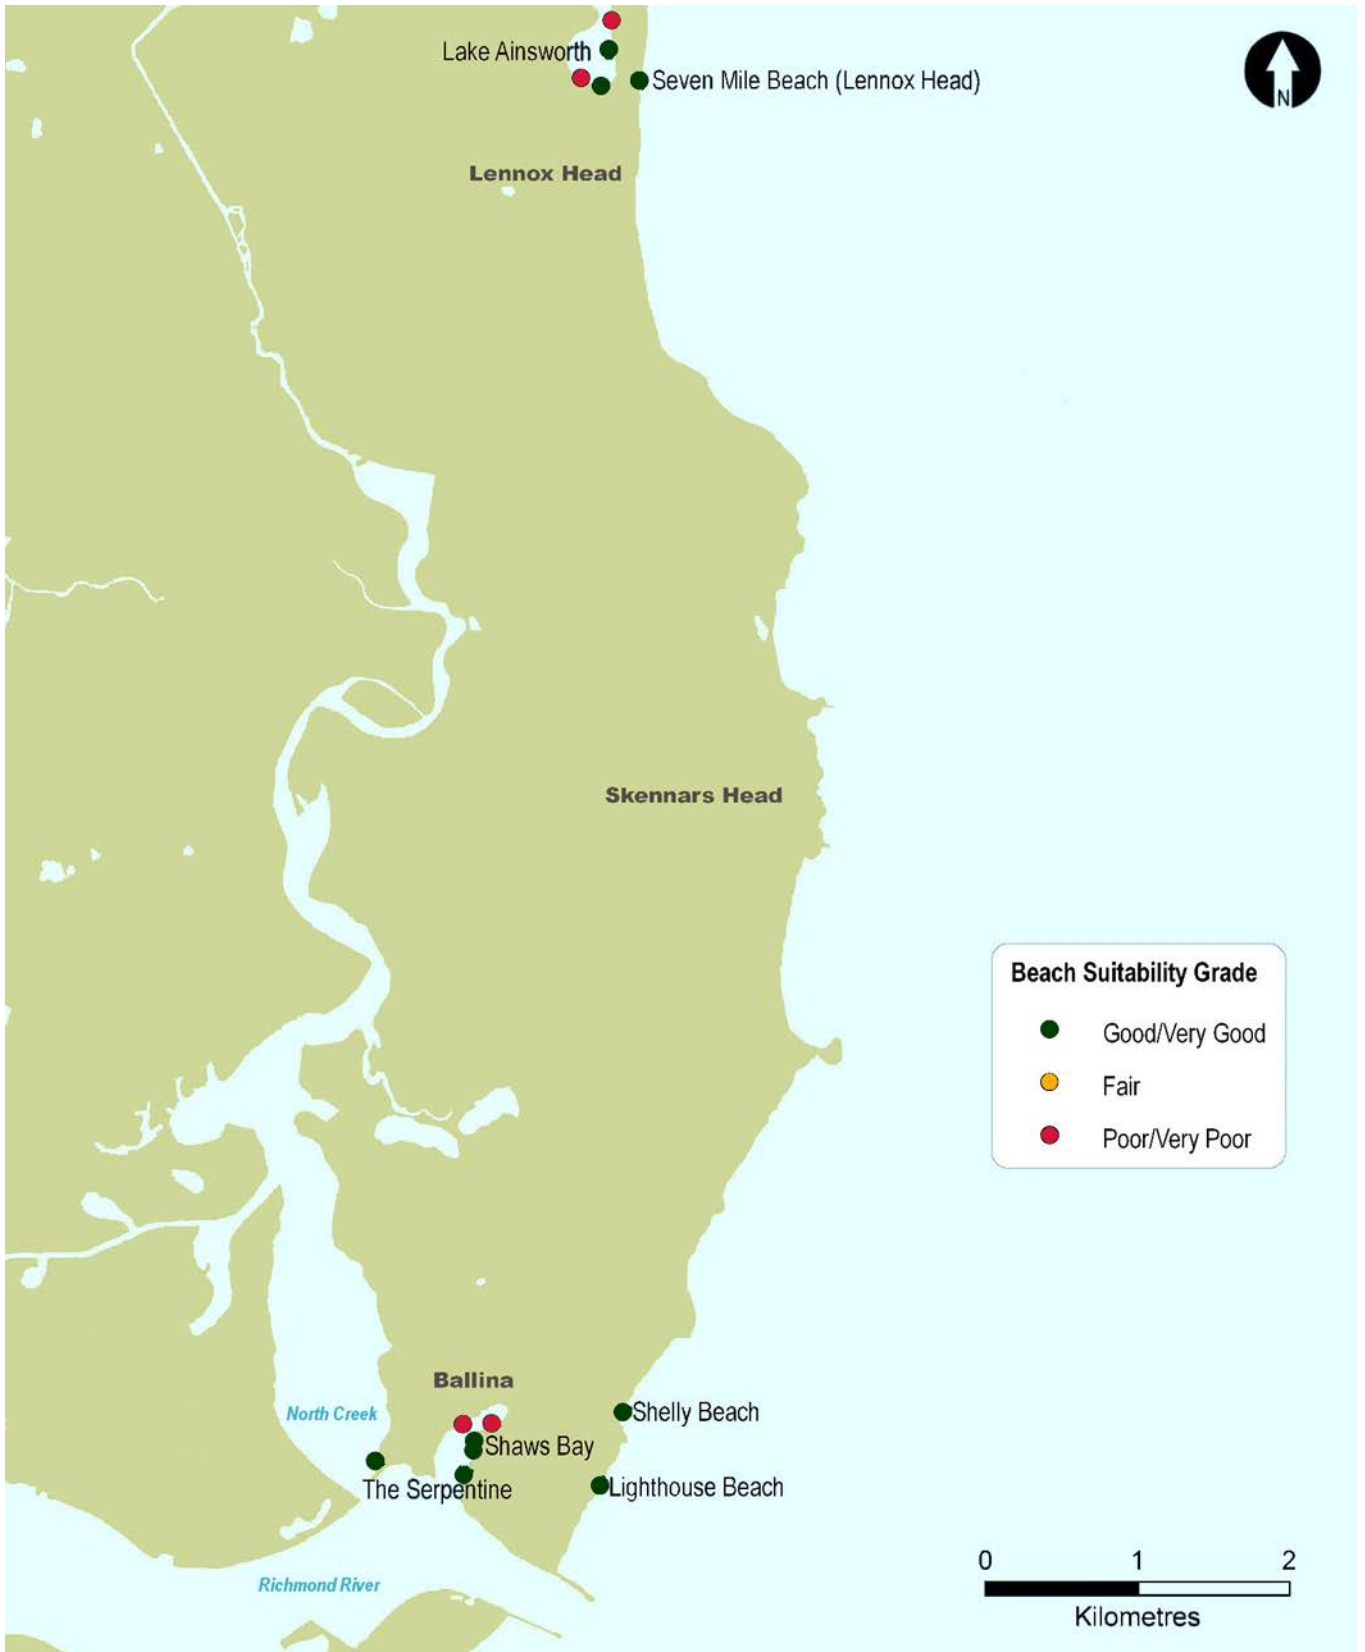 Lake Ainsworth
Seven Mile Beach (Lennox Head)
N
Lennox Head
Skennars Head
Beach Suitability Grade
Good/Very Good
Fair
Poor/Very Poor
Ballina
North Creek
Shelly Beach
Shaws Bay
The Serpentine
Lighthouse Beach
Richmond River
0 1 2
Kilometres